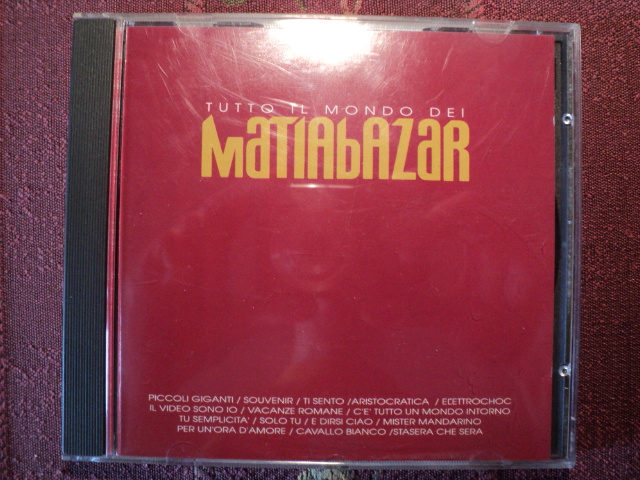 TUTTO IL MONDO DEI
MaTIabAZaR
PICCOLI GIGANTI / SOUVENIR / TI SENTO /ARISTOCRATICA / ELETTROCHOC
IL VIDEO SONO IO / VACANZE ROMANE / C'E' TUTTO UN MONDO INTORNO
TU SEMPLICITA' / SOLO TU / E DIRSI CIAO / MISTER MANDARINO
PER UN'ORA D'AMORE / CAVALLO BIANCO /STASERA CHE SERA